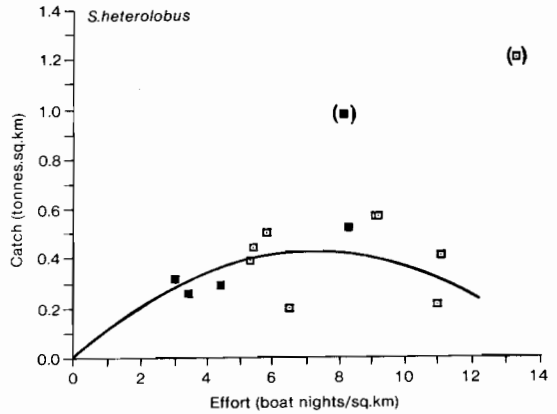 S.heterolobus
1.4
1.2
1.0
0.8
0.6
0.4
0.2
0.0
Catch (tonnes.sq.km)
0 2 4 6 8 10 12 14
Effort (boat nights/sq.km)
( )
( )